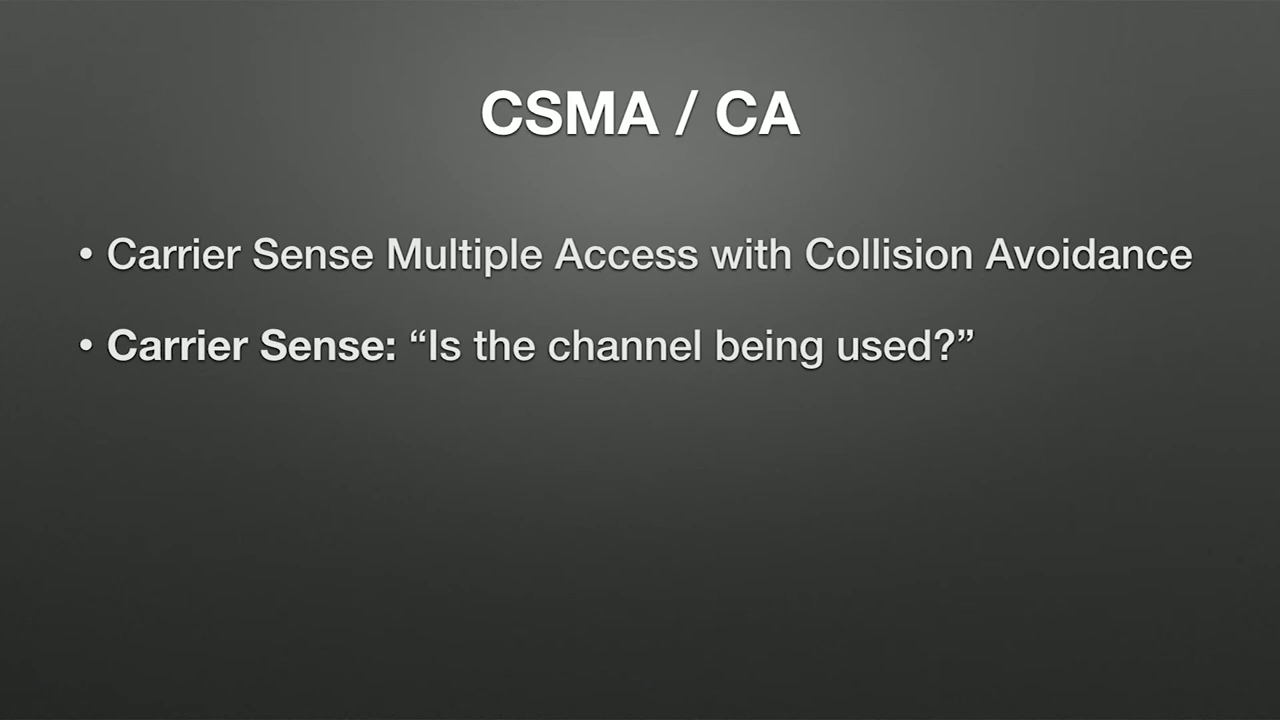 CSMA / CA
• Carrier Sense Multiple Access with Collision Avoidance
• Carrier Sense: “Is the channel being used?”